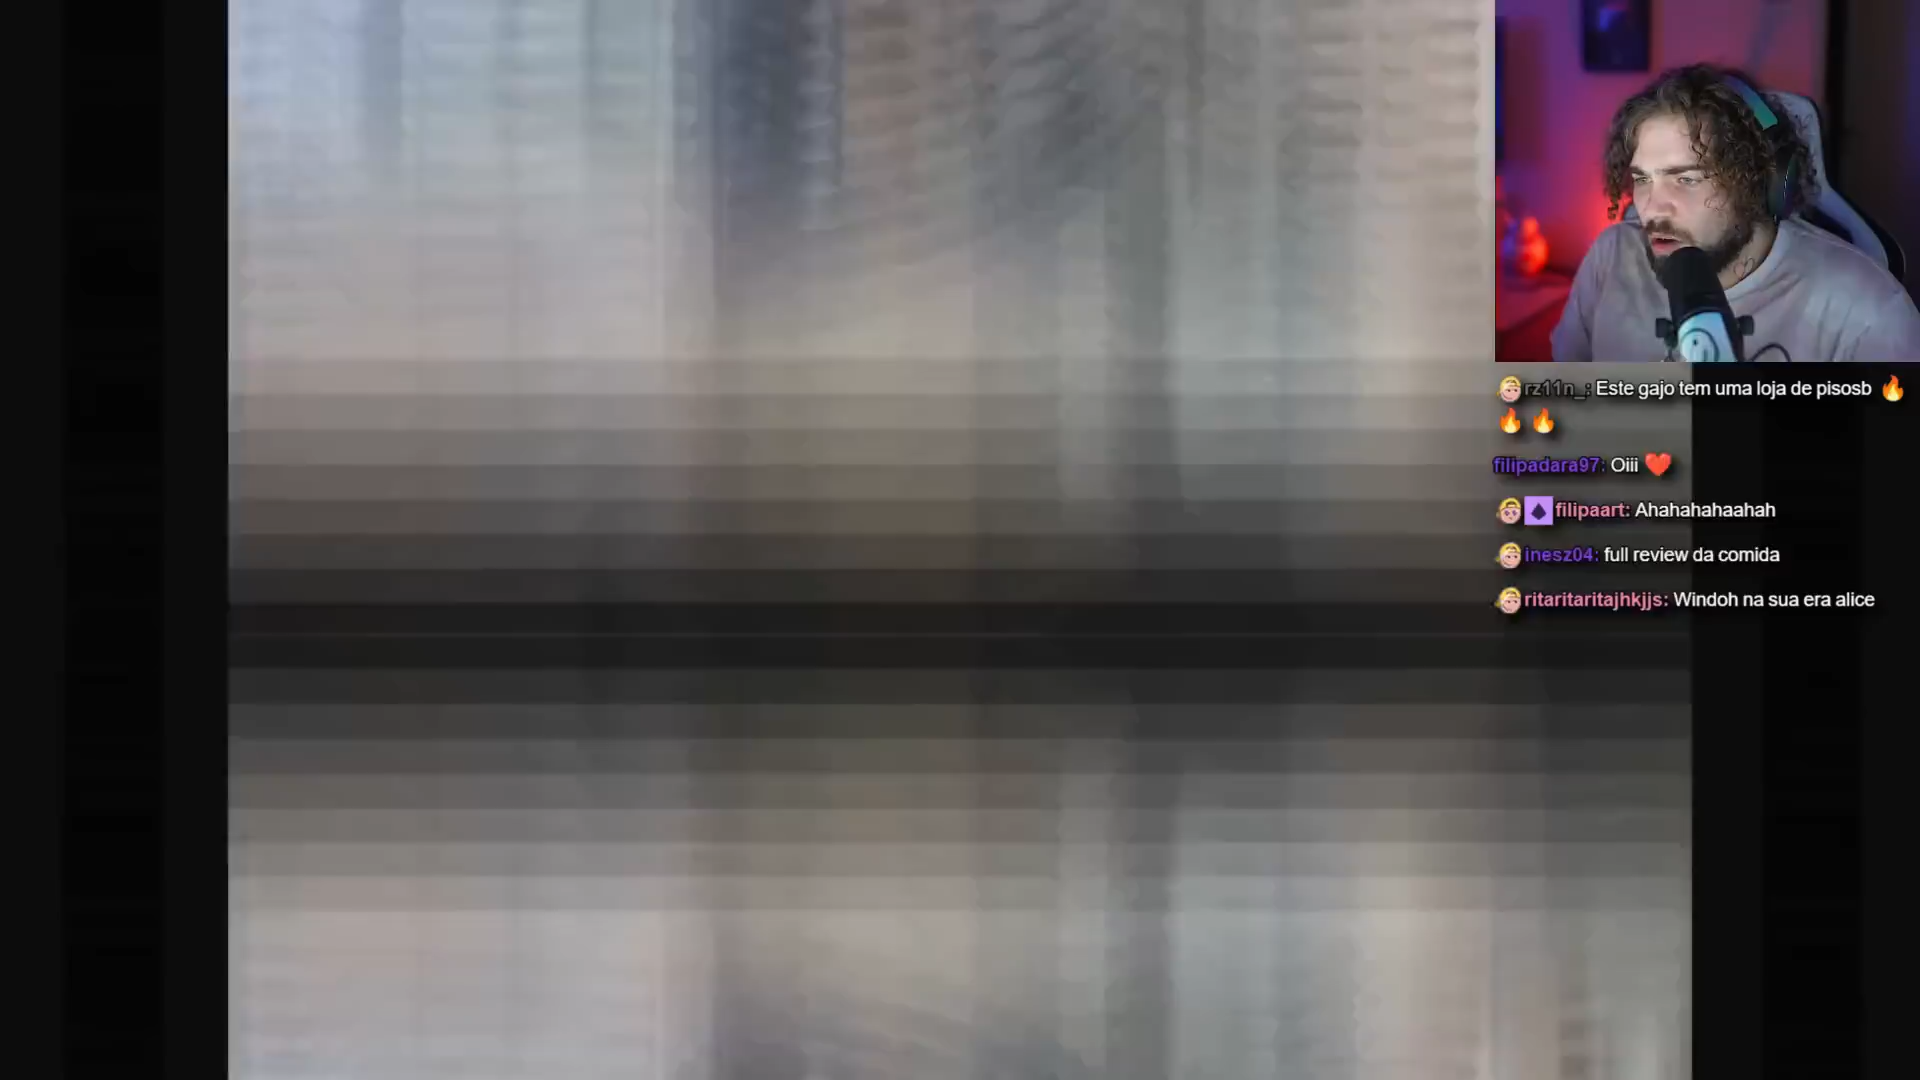 rz11n_: Este gajo tem uma loja de pisosb 🔥
🔥 🔥
filipadara97: Oiii ❤️
filipaart: Ahahahahaahah
inesz04: full review da comida
ritaritaritajhkjjs: Windoh na sua era alice